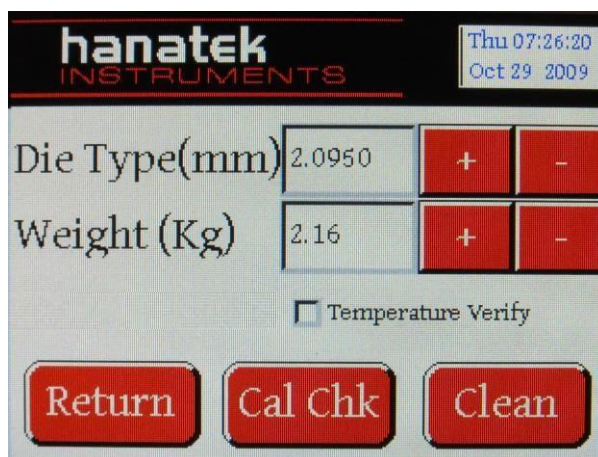 hanatek
INSTRUMENTS
Thu 07:26:20
Oct 29 2009
Die Type(mm) 2.0950 + -
Weight (Kg) 2.16 + -
Temperature Verify
Return Cal Chk Clean